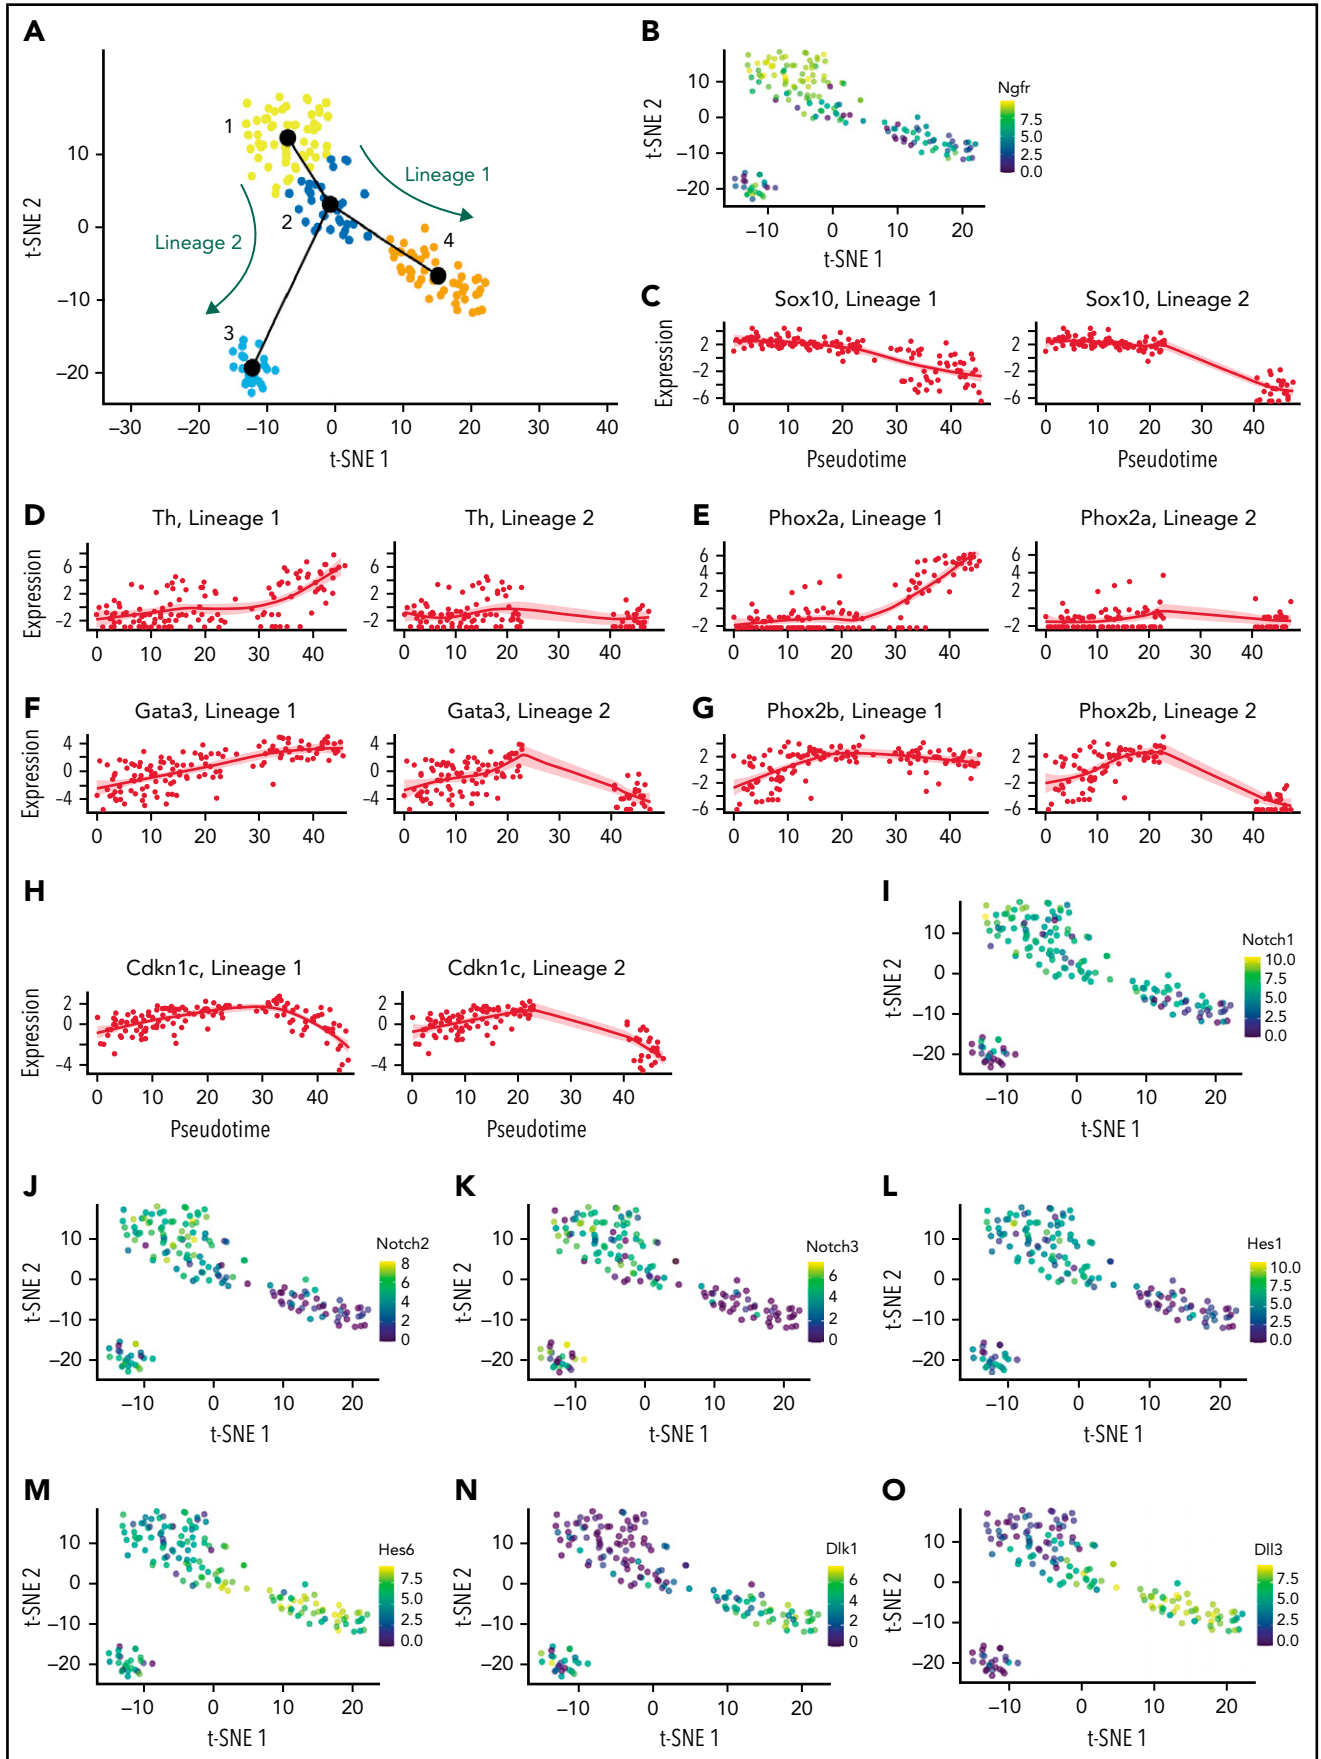 A
t-SNE 2
10
0
−10
−20
1
2
3
4
Lineage 1
Lineage 2
−30 −20 −10 0 10 20 30 40
t-SNE 1
B
t-SNE 2
10
0
−10
−20
−10 0 10 20
t-SNE 1
Ngfr
7.5
5.0
2.5
0.0
C
Sox10, Lineage 1
Sox10, Lineage 2
Expression
2
−2
−6
0 10 20 30 40
Pseudotime
2
−2
−6
0 10 20 30 40
Pseudotime
D
Th, Lineage 1
Th, Lineage 2
Expression
6
2
−2
0 10 20 30 40
6
2
−2
0 10 20 30 40
E
Phox2a, Lineage 1
Phox2a, Lineage 2
6
4
2
−2
0 10 20 30 40
6
4
2
−2
0 10 20 30 40
F
Gata3, Lineage 1
Gata3, Lineage 2
Expression
4
0
−4
0 10 20 30 40
4
0
−4
0 10 20 30 40
G
Phox2b, Lineage 1
Phox2b, Lineage 2
2
−2
−6
0 10 20 30 40
2
−2
−6
0 10 20 30 40
H
Cdkn1c, Lineage 1
Cdkn1c, Lineage 2
Expression
2
0
−4
0 10 20 30 40
Pseudotime
2
0
−4
0 10 20 30 40
Pseudotime
I
t-SNE 2
10
0
−10
−20
−10 0 10 20
t-SNE 1
Notch1
10.0
7.5
5.0
2.5
0.0
J
t-SNE 2
10
0
−10
−20
−10 0 10 20
t-SNE 1
Notch2
8
6
4
2
0
K
t-SNE 2
10
0
−10
−20
−10 0 10 20
t-SNE 1
Notch3
6
4
2
0
L
t-SNE 2
10
0
−10
−20
−10 0 10 20
t-SNE 1
Hes1
10.0
7.5
5.0
2.5
0.0
M
t-SNE 2
10
0
−10
−20
−10 0 10 20
t-SNE 1
Hes6
7.5
5.0
2.5
0.0
N
t-SNE 2
10
0
−10
−20
−10 0 10 20
t-SNE 1
Dlk1
6
4
2
0
O
t-SNE 2
10
0
−10
−20
−10 0 10 20
t-SNE 1
Dll3
7.5
5.0
2.5
0.0